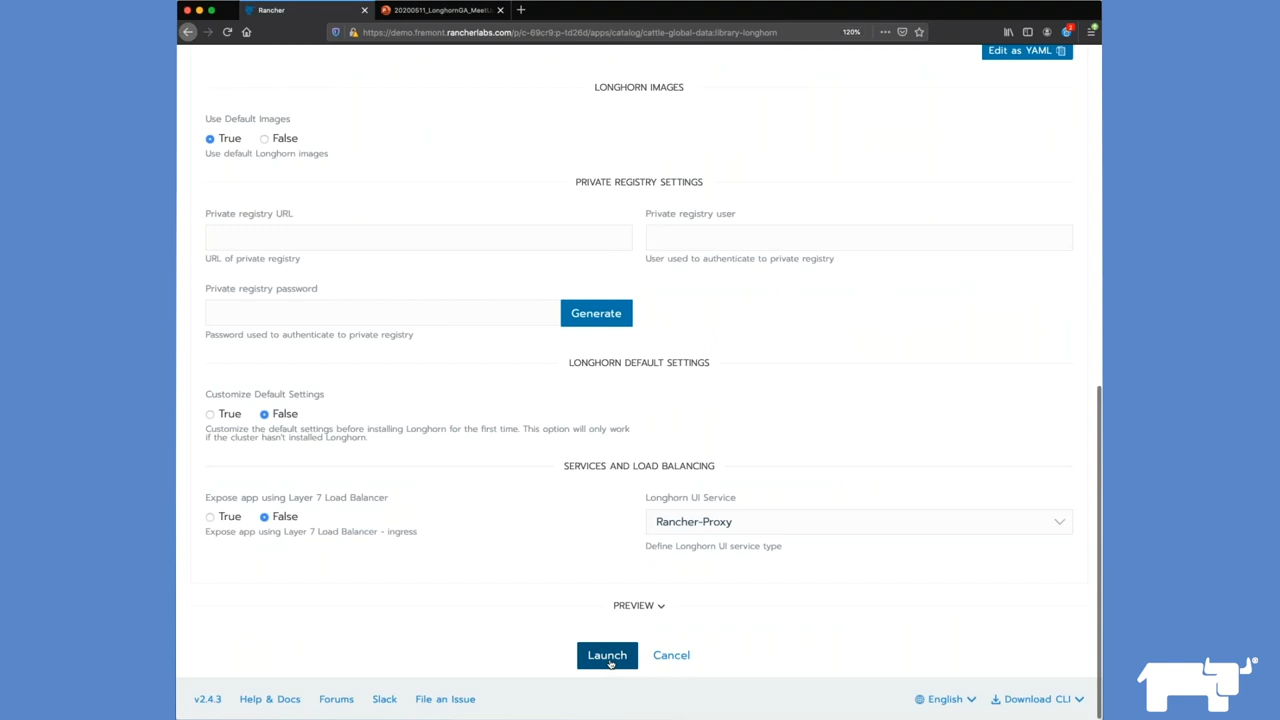 Rancher
20200511_LonghornGA_MeetU
https://demo.fremont.rancherlabs.com/p/c-69cr9:p-td26d/apps/catalog/cattle-global-data:library-longhorn
120%
2
Edit as YAML
LONGHORN IMAGES
Use Default Images
True False
Use default Longhorn images
PRIVATE REGISTRY SETTINGS
Private registry URL
Private registry user
URL of private registry
User used to authenticate to private registry
Private registry password
Generate
Password used to authenticate to private registry
LONGHORN DEFAULT SETTINGS
Customize Default Settings
True False
Customize the default settings before installing Longhorn for the first time. This option will only work
if the cluster hasn't installed Longhorn.
SERVICES AND LOAD BALANCING
Expose app using Layer 7 Load Balancer
Longhorn UI Service
True False
Rancher-Proxy
Expose app using Layer 7 Load Balancer - ingress
Define Longhorn UI service type
PREVIEW
Launch Cancel
v2.4.3 Help & Docs Forums Slack File an Issue English Download CLI
®